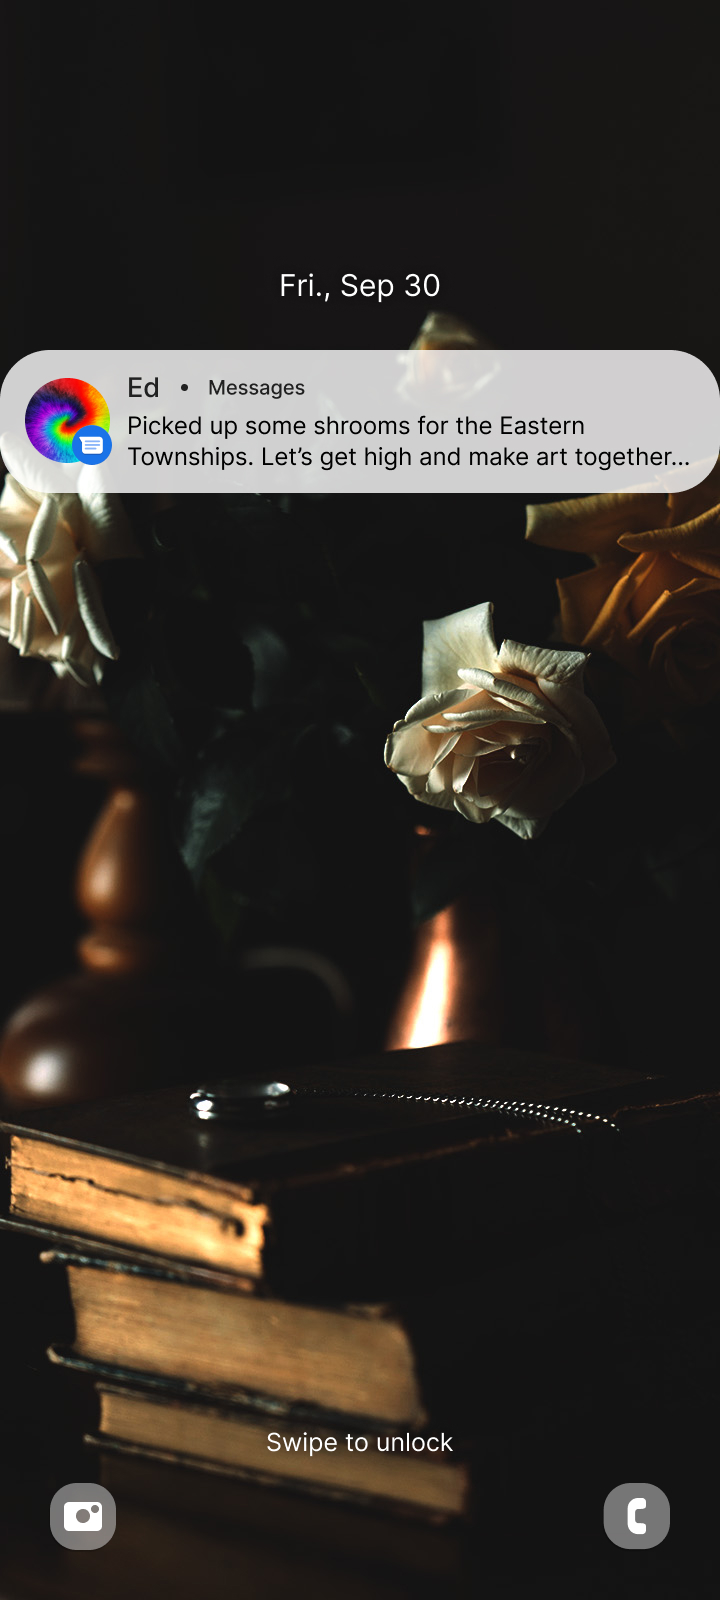 Fri., Sep 30
Ed • Messages
Picked up some shrooms for the Eastern
Townships. Let’s get high and make art together...
Swipe to unlock